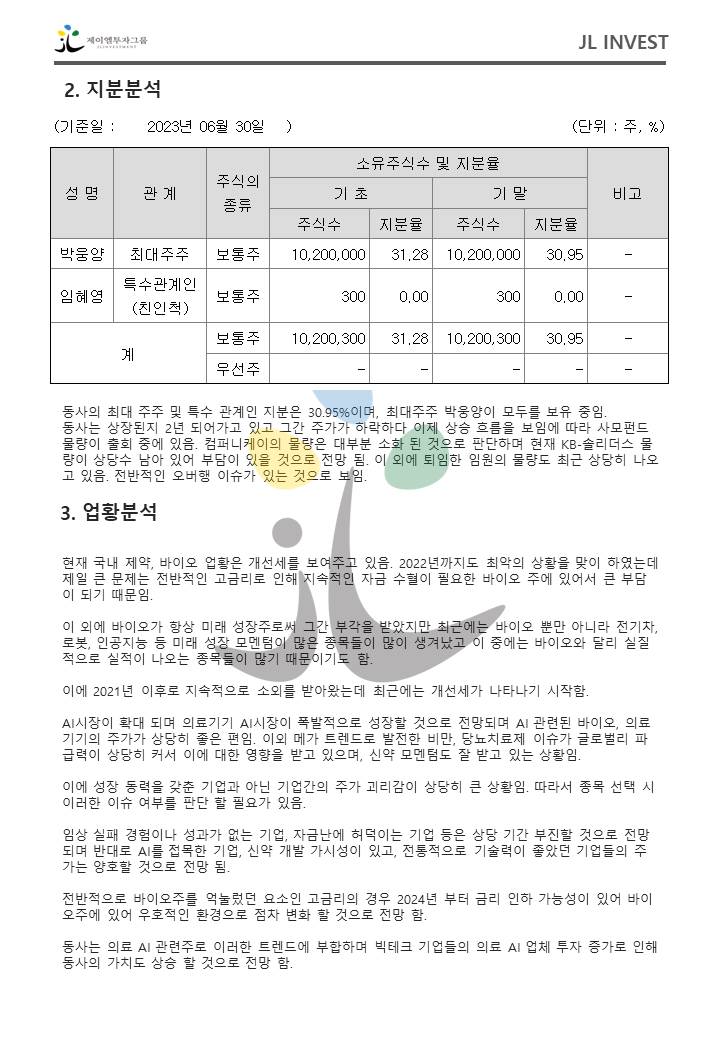 제이엘투자그룹
JL INVESTMENT
JL INVEST
2. 지분분석
(기준일 : 2023년 06월 30일 )
(단위 : 주, %)
성 명 관 계 주식의 종류 소유주식수 및 지분율 비고
기 초 기 말
주식수 지분율 주식수 지분율
박웅양 최대주주 보통주 10,200,000 31.28 10,200,000 30.95 -
임혜영 특수관계인 (친인척) 보통주 300 0.00 300 0.00 -
계 보통주 10,200,300 31.28 10,200,300 30.95 -
우선주 - - - - -
동사의 최대 주주 및 특수 관계인 지분은 30.95%이며, 최대주주 박웅양이 모두를 보유 중임.
동사는 상장된지 2년 되어가고 있고 그간 주가가 하락하다 이제 상승 흐름을 보임에 따라 사모펀드
물량이 출회 중에 있음. 컴퍼니케이의 물량은 대부분 소화 된 것으로 판단하며 현재 KB-솔리더스 물
량이 상당수 남아 있어 부담이 있을 것으로 전망 됨. 이 외에 퇴임한 임원의 물량도 최근 상당히 나오
고 있음. 전반적인 오버행 이슈가 있는 것으로 보임.
3. 업황분석
현재 국내 제약, 바이오 업황은 개선세를 보여주고 있음. 2022년까지도 최악의 상황을 맞이 하였는데
제일 큰 문제는 전반적인 고금리로 인해 지속적인 자금 수혈이 필요한 바이오 주에 있어서 큰 부담
이 되기 때문임.
이 외에 바이오가 항상 미래 성장주로써 그간 부각을 받았지만 최근에는 바이오 뿐만 아니라 전기차,
로봇, 인공지능 등 미래 성장 모멘텀이 많은 종목들이 많이 생겨났고 이 중에는 바이오와 달리 실질
적으로 실적이 나오는 종목들이 많기 때문이기도 함.
이에 2021년 이후로 지속적으로 소외를 받아왔는데 최근에는 개선세가 나타나기 시작함.
AI시장이 확대 되며 의료기기 AI시장이 폭발적으로 성장할 것으로 전망되며 AI 관련된 바이오, 의료
기기의 주가가 상당히 좋은 편임. 이외 메가 트렌드로 발전한 비만, 당뇨치료제 이슈가 글로벌리 파
급력이 상당히 커서 이에 대한 영향을 받고 있으며, 신약 모멘텀도 잘 받고 있는 상황임.
이에 성장 동력을 갖춘 기업과 아닌 기업간의 주가 괴리감이 상당히 큰 상황임. 따라서 종목 선택 시
이러한 이슈 여부를 판단 할 필요가 있음.
임상 실패 경험이나 성과가 없는 기업, 자금난에 허덕이는 기업 등은 상당 기간 부진할 것으로 전망
되며 반대로 AI를 접목한 기업, 신약 개발 가시성이 있고, 전통적으로 기술력이 좋았던 기업들의 주
가는 양호할 것으로 전망 됨.
전반적으로 바이오주를 억눌렀던 요소인 고금리의 경우 2024년 부터 금리 인하 가능성이 있어 바이
오주에 있어 우호적인 환경으로 점차 변화 할 것으로 전망 함.
동사는 의료 AI 관련주로 이러한 트렌드에 부합하며 빅테크 기업들의 의료 AI 업체 투자 증가로 인해
동사의 가치도 상승 할 것으로 전망 함.